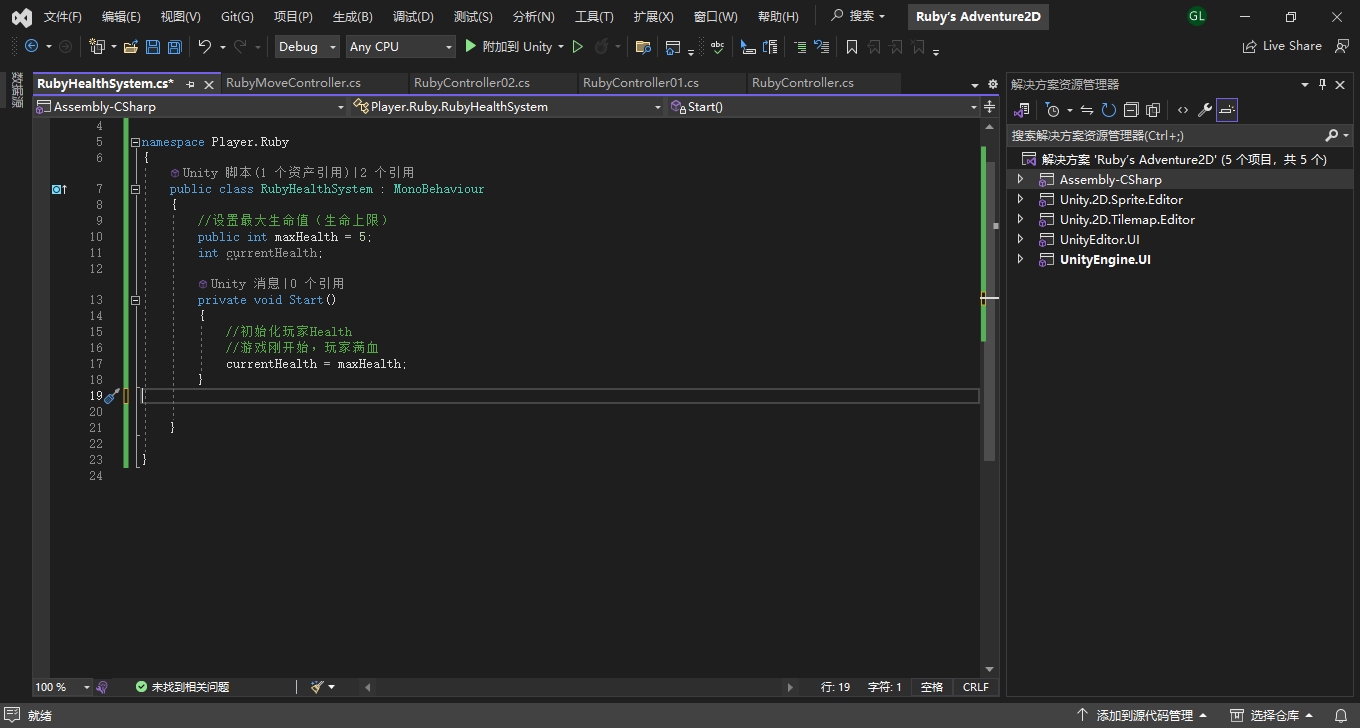 文件(F) 编辑(E) 视图(V) Git(G) 项目(P) 生成(B) 调试(D) 测试(S) 分析(N) 工具(T) 扩展(X) 窗口(W) 帮助(H) 搜索 Ruby's Adventure2D GL
Debug Any CPU 附加到 Unity Live Share
数据源
RubyHealthSystem.cs* RubyMoveController.cs RubyController02.cs RubyController01.cs RubyController.cs
Assembly-CSharp Player.Ruby.RubyHealthSystem Start()
4
5 namespace Player.Ruby
6 {
Unity 脚本(1 个资产引用)|2 个引用
7 public class RubyHealthSystem : MonoBehaviour
8 {
9 //设置最大生命值（生命上限）
10 public int maxHealth = 5;
11 int currentHealth;
12
Unity 消息|0 个引用
13 private void Start()
14 {
15 //初始化玩家Health
16 //游戏刚开始，玩家满血
17 currentHealth = maxHealth;
18 }
19
20
21 }
22
23 }
24
100 % 未找到相关问题 行: 19 字符: 1 空格 CRLF
解决方案资源管理器
搜索解决方案资源管理器(Ctrl+;)
解决方案 'Ruby's Adventure2D' (5 个项目，共 5 个)
Assembly-CSharp
Unity.2D.Sprite.Editor
Unity.2D.Tilemap.Editor
UnityEditor.UI
UnityEngine.UI
就绪 添加到源代码管理 选择仓库